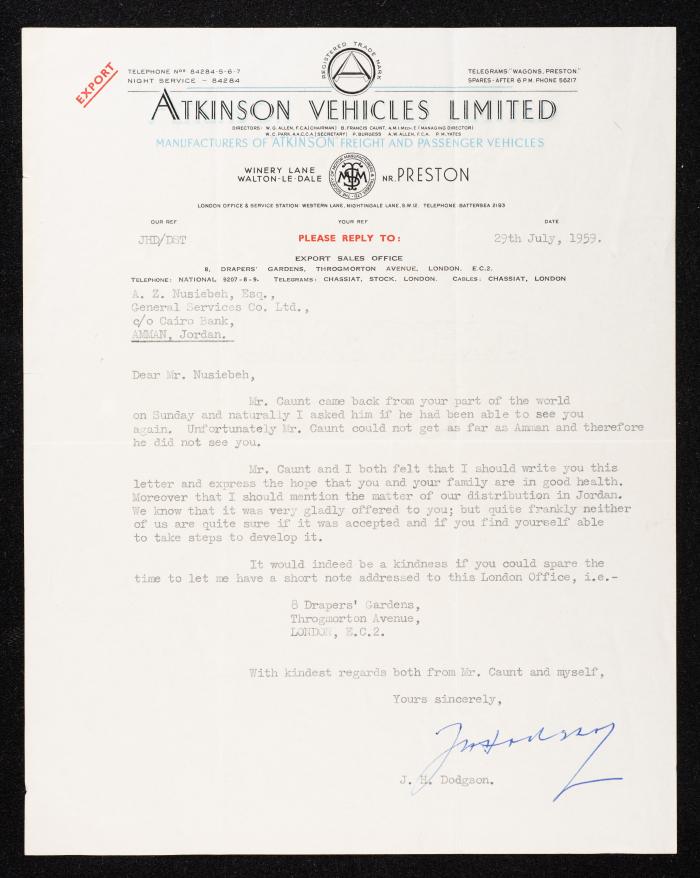 EXPORT
TELEPHONE Nos 84284-5-6-7
NIGHT SERVICE - 84284
REGISTERED TRADE MARK
A
TELEGRAMS: "WAGONS, PRESTON."
SPARES - AFTER 6 P.M. PHONE 56217
ATKINSON VEHICLES LIMITED
DIRECTORS: W. G. ALLEN, F.C.A. (CHAIRMAN) B. FRANCIS CAUNT, A.M.I.MECH.E (MANAGING DIRECTOR)
W. C. PARK, A.A.C.C.A. (SECRETARY) P. BURGESS A.W. ALLEN, F.C.A. P. M. YATES
MANUFACTURERS OF ATKINSON FREIGHT AND PASSENGER VEHICLES
WINERY LANE
WALTON-LE-DALE
NR. PRESTON
LONDON OFFICE & SERVICE STATION: WESTERN LANE, NIGHTINGALE LANE, S.W.12. TELEPHONE BATTERSEA 2193
OUR REF YOUR REF DATE
JHD/DST PLEASE REPLY TO: 29th July, 1959.
EXPORT SALES OFFICE
8, DRAPERS' GARDENS, THROGMORTON AVENUE, LONDON. E.C.2.
TELEPHONE: NATIONAL 9207-8-9. TELEGRAMS: CHASSIAT, STOCK, LONDON. CABLES: CHASSIAT, LONDON
A. Z. Nusiebeh, Esq.,
General Services Co. Ltd.,
c/o Cairo Bank,
AMMAN, Jordan.
Dear Mr. Nusiebeh,
Mr. Caunt came back from your part of the world
on Sunday and naturally I asked him if he had been able to see you
again. Unfortunately Mr. Caunt could not get as far as Amman and therefore
he did not see you.
Mr. Caunt and I both felt that I should write you this
letter and express the hope that you and your family are in good health.
Moreover that I should mention the matter of our distribution in Jordan.
We know that it was very gladly offered to you; but quite frankly neither
of us are quite sure if it was accepted and if you find yourself able
to take steps to develop it.
It would indeed be a kindness if you could spare the
time to let me have a short note addressed to this London Office, i.e.-
8 Drapers' Gardens,
Throgmorton Avenue,
LONDON, E.C.2.
With kindest regards both from Mr. Caunt and myself,
Yours sincerely,
J. H. Dodgson.